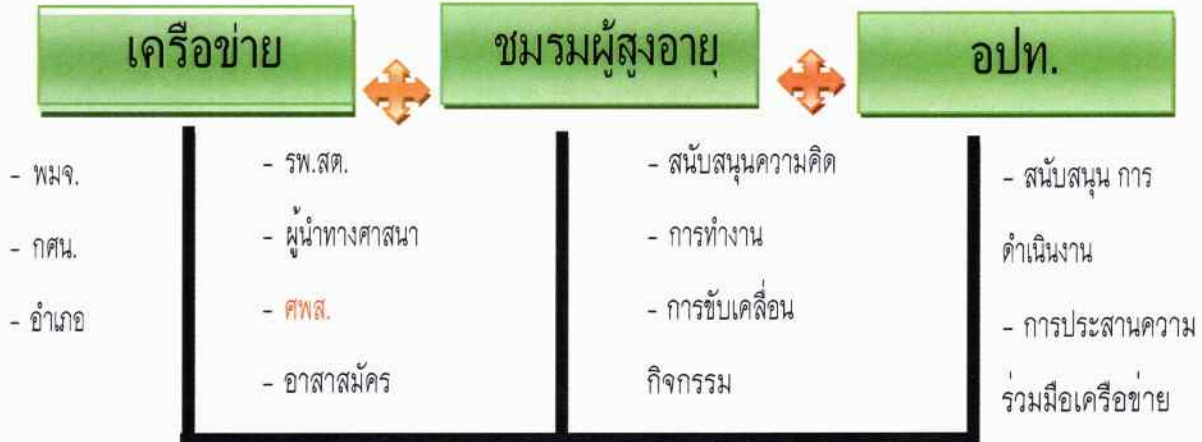 เครือข่าย
ชมรมผู้สูงอายุ
อปท.
- พมจ.
- กศน.
- อำเภอ
- รพ.สต.
- ผู้นำทางศาสนา
- ศพส.
- อาสาสมัคร
- สนับสนุนความคิด
- การทำงาน
- การขับเคลื่อน
กิจกรรม
- สนับสนุน การ
ดำเนินงาน
- การประสานความ
ร่วมมือเครือข่าย